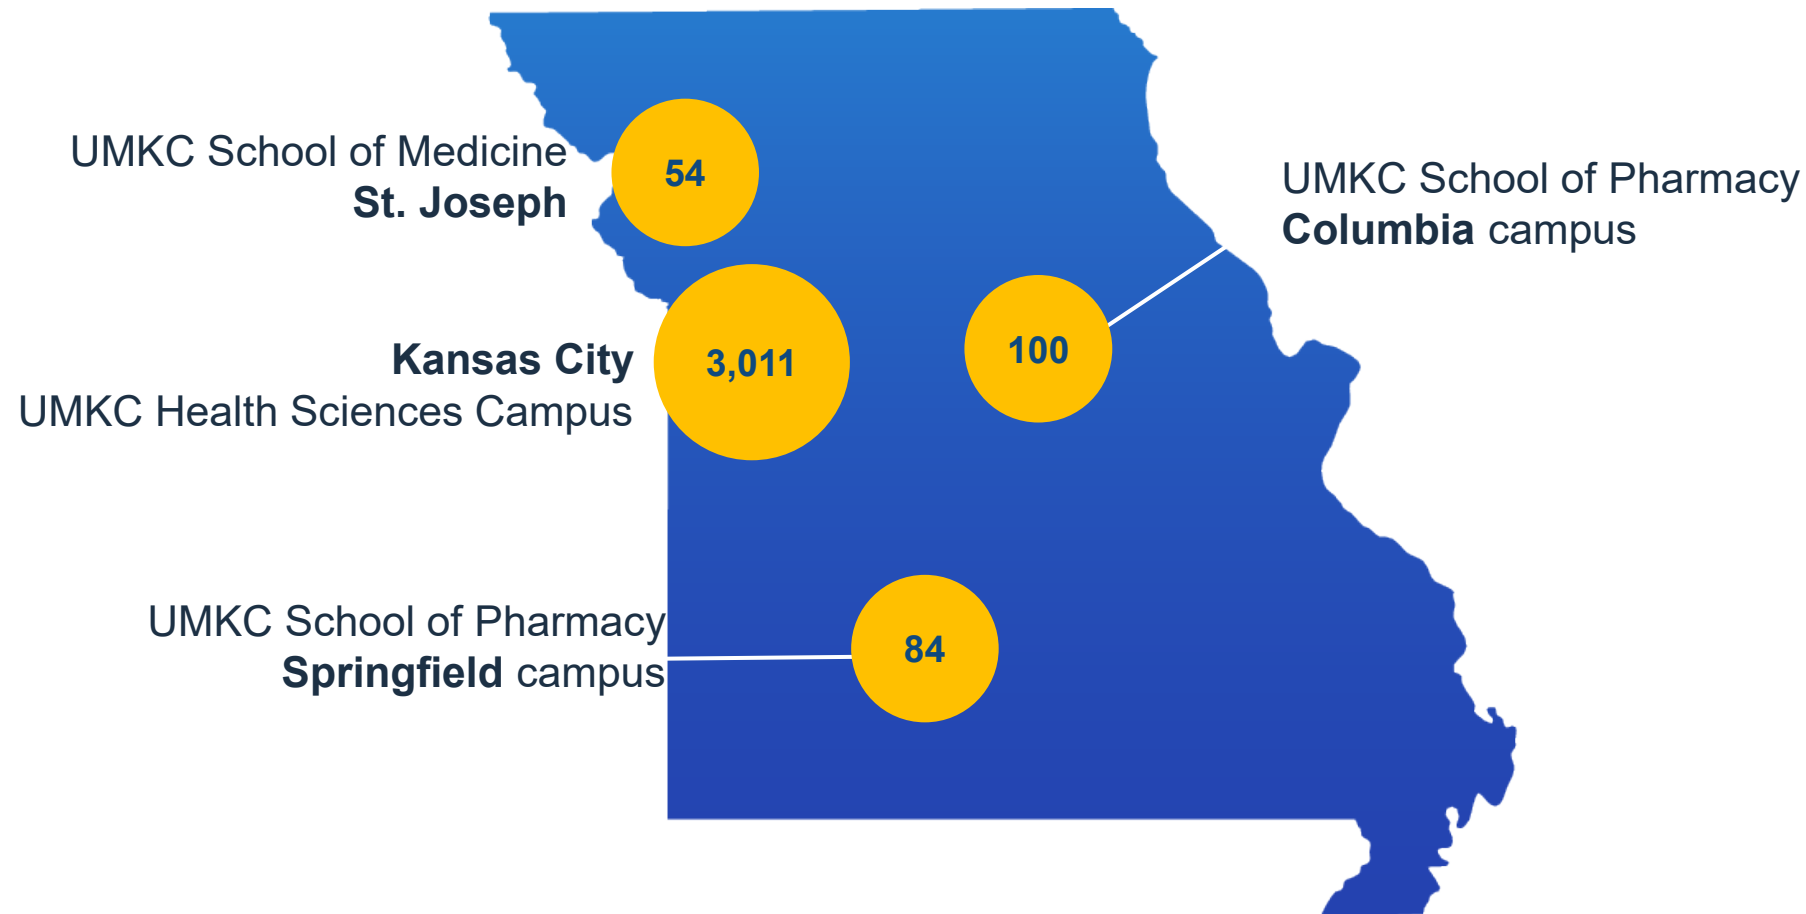 UMKC School of Medicine
St. Joseph
54
UMKC School of Pharmacy
Columbia campus
100
Kansas City
UMKC Health Sciences Campus
3,011
UMKC School of Pharmacy
Springfield campus
84